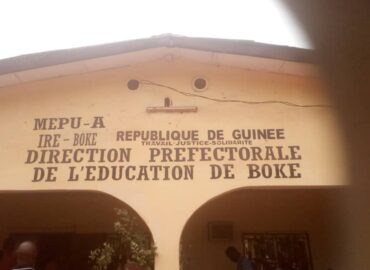 MEPU-A
IRE - BOKE
REPUBLIQUE DE GUINEE
TRAVAIL JUSTICE-SOLIDARITE
DIRECTION PREFECTORALE
DE L'EDUCATION DE BOKE